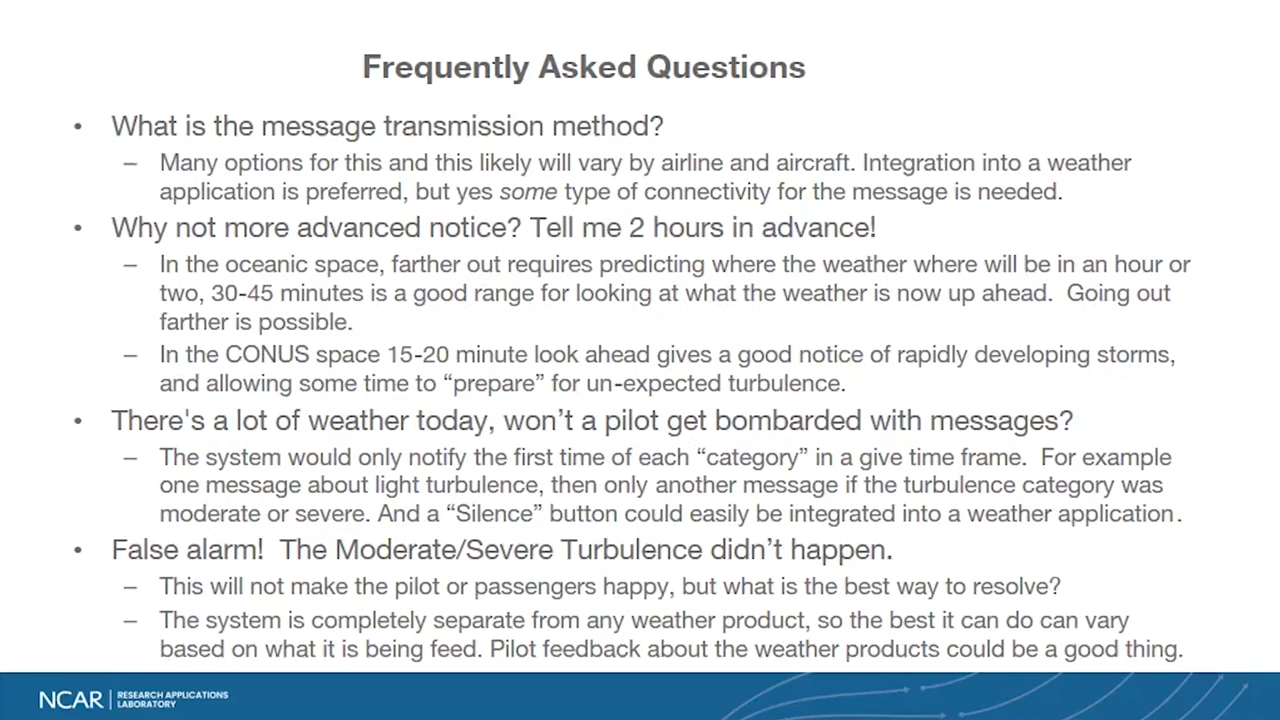 Frequently Asked Questions
• What is the message transmission method?
– Many options for this and this likely will vary by airline and aircraft. Integration into a weather
application is preferred, but yes some type of connectivity for the message is needed.
• Why not more advanced notice? Tell me 2 hours in advance!
– In the oceanic space, farther out requires predicting where the weather where will be in an hour or
two, 30-45 minutes is a good range for looking at what the weather is now up ahead.  Going out
farther is possible.
– In the CONUS space 15-20 minute look ahead gives a good notice of rapidly developing storms,
and allowing some time to “prepare” for un-expected turbulence.
• There's a lot of weather today, won’t a pilot get bombarded with messages?
– The system would only notify the first time of each “category” in a give time frame.  For example
one message about light turbulence, then only another message if the turbulence category was
moderate or severe. And a “Silence” button could easily be integrated into a weather application.
• False alarm!  The Moderate/Severe Turbulence didn’t happen.
– This will not make the pilot or passengers happy, but what is the best way to resolve?
– The system is completely separate from any weather product, so the best it can do can vary
based on what it is being feed. Pilot feedback about the weather products could be a good thing.
NCAR | RESEARCH APPLICATIONS
LABORATORY